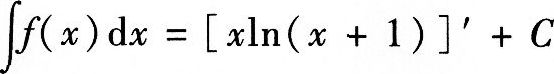 ∫f(x)dx = [xln(x + 1)]′ + C